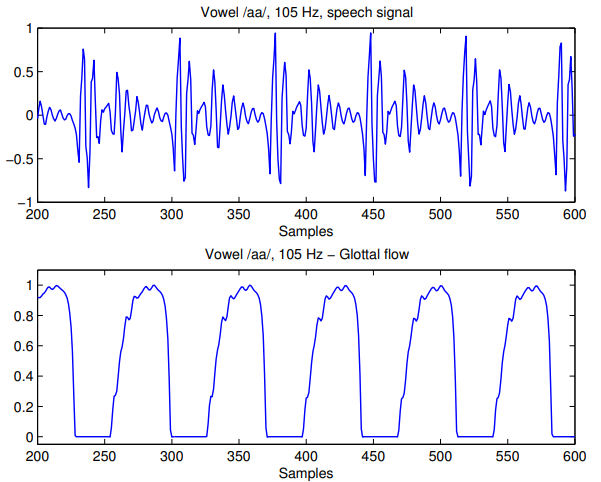 Vowel /aa/, 105 Hz, speech signal
1
0.5
0
−0.5
−1
200 250 300 350 400 450 500 550 600
Samples
Vowel /aa/, 105 Hz − Glottal flow
1
0.8
0.6
0.4
0.2
0
200 250 300 350 400 450 500 550 600
Samples